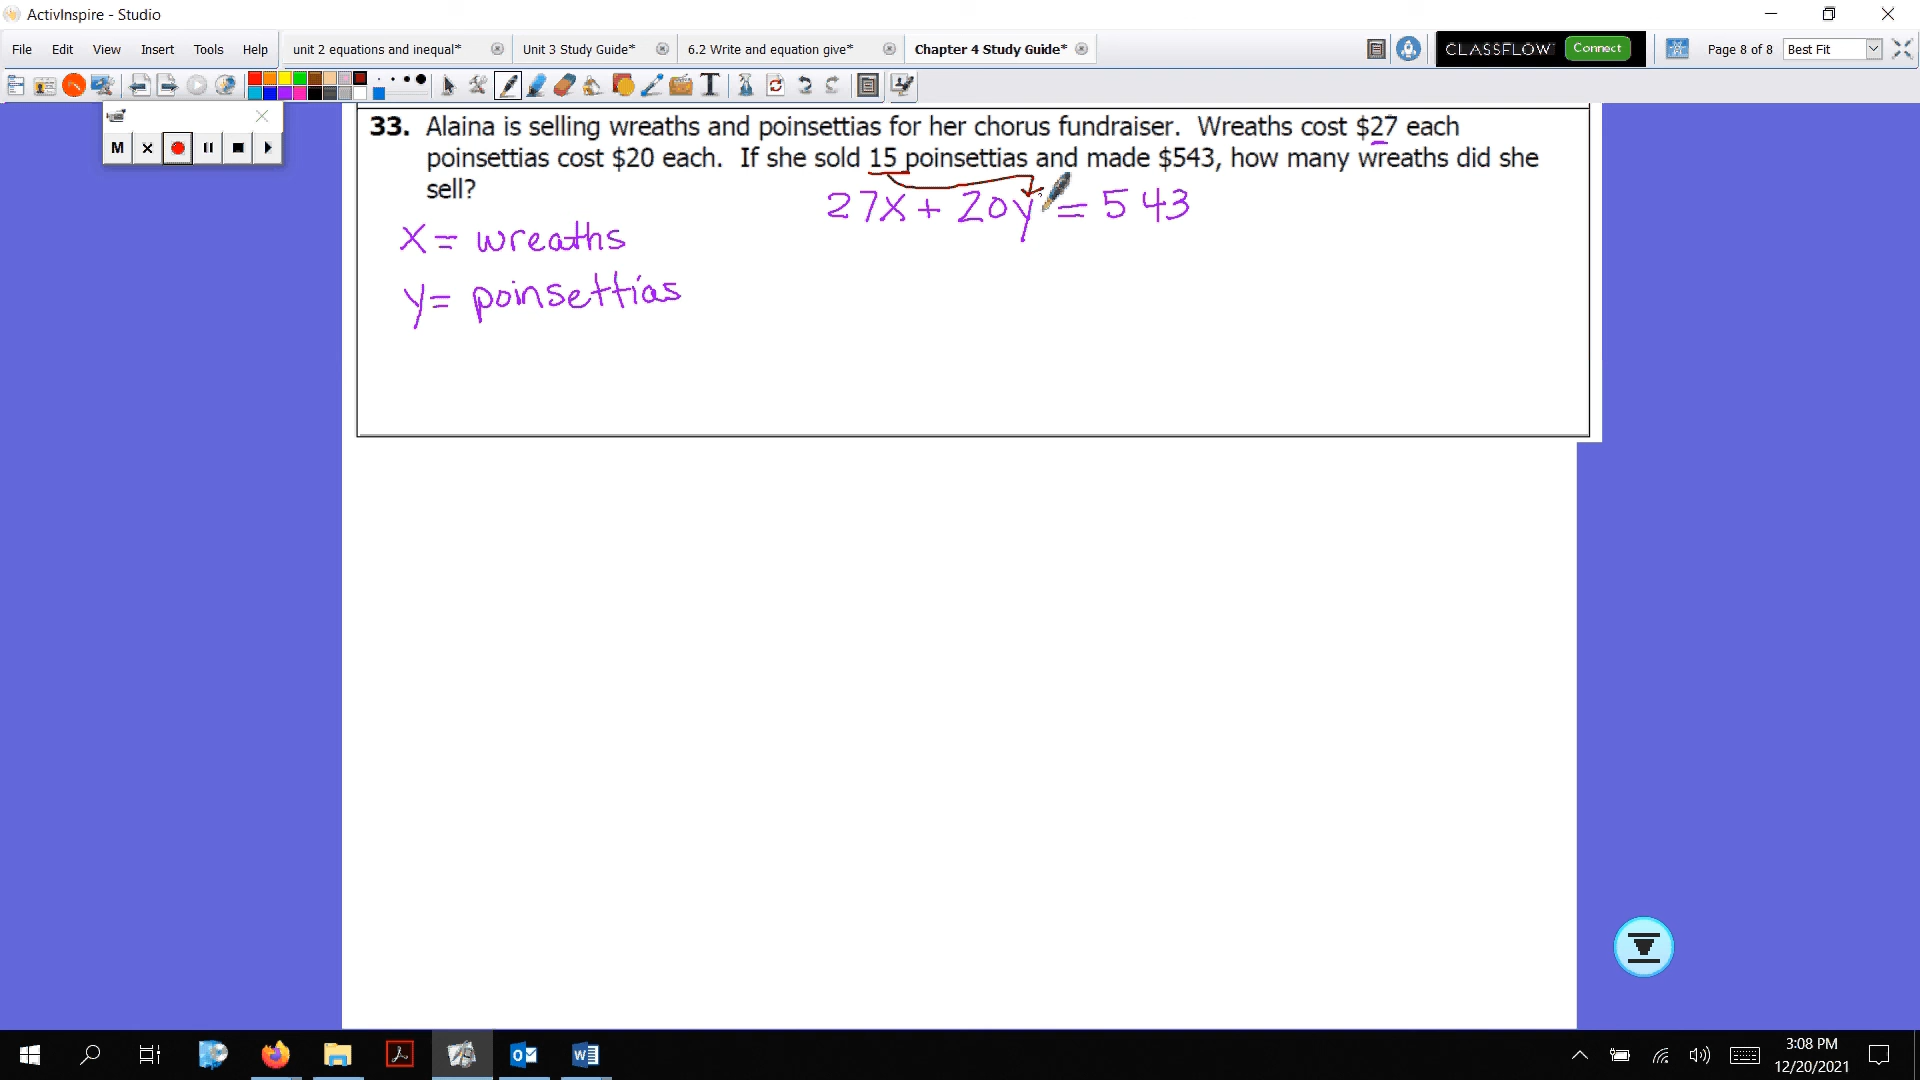 ActivInspire - Studio
File Edit View Insert Tools Help
unit 2 equations and inequal*
Unit 3 Study Guide*
6.2 Write and equation give*
Chapter 4 Study Guide*
CLASSFLOW
Connect
Page 8 of 8
Best Fit
T
M
33. Alaina is selling wreaths and poinsettias for her chorus fundraiser. Wreaths cost $27 each
poinsettias cost $20 each. If she sold 15 poinsettias and made $543, how many wreaths did she
sell?
27x + 20y = 543
x = wreaths
y = poinsettias
3:08 PM
12/20/2021